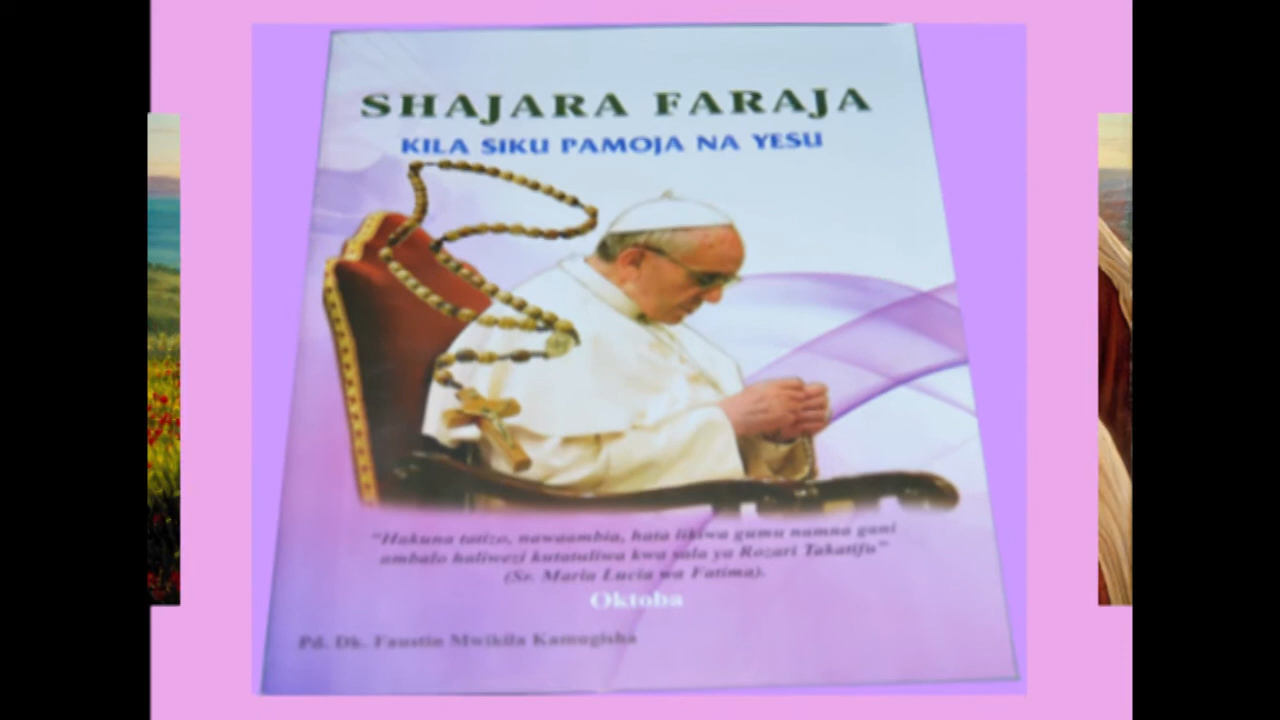 SHAJARA FARAJA
KILA SIKU PAMOJA NA YESU
"Hakuna tatizo, nawaambia, hata likiwa gumu namna gani
ambalo haliwezi kutatuliwa kwa sala ya Rozari Takatifu"
(Sr. Maria Lucia wa Fatima).
Oktoba
Pd. Dk. Faustin Mwikila Kamugisha